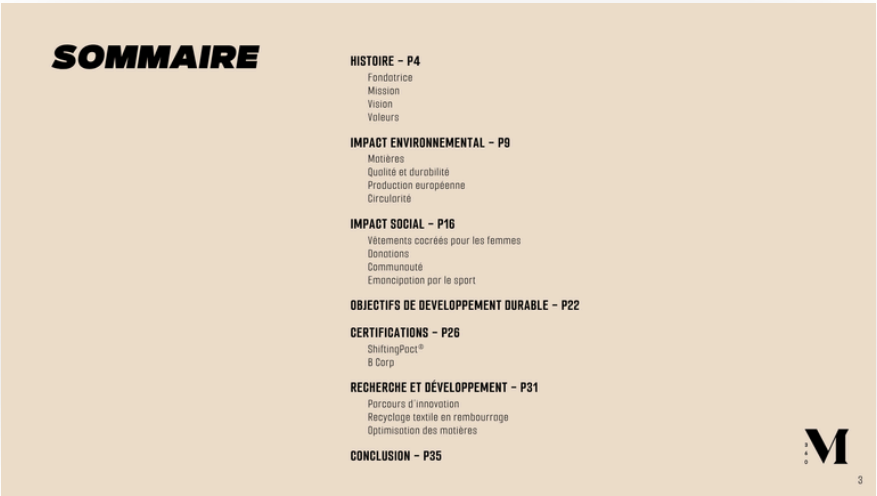 SOMMAIRE
HISTOIRE – P4
Fondatrice
Mission
Vision
Valeurs
IMPACT ENVIRONNEMENTAL – P9
Matières
Qualité et durabilité
Production européenne
Circularité
IMPACT SOCIAL – P16
Vêtements cocréés pour les femmes
Donations
Communauté
Emancipation par le sport
OBJECTIFS DE DEVELOPPEMENT DURABLE – P22
CERTIFICATIONS – P26
ShiftingPact®
B Corp
RECHERCHE ET DÉVELOPPEMENT – P31
Parcours d'innovation
Recyclage textile en rembourrage
Optimisation des matières
CONCLUSION – P35
M
3